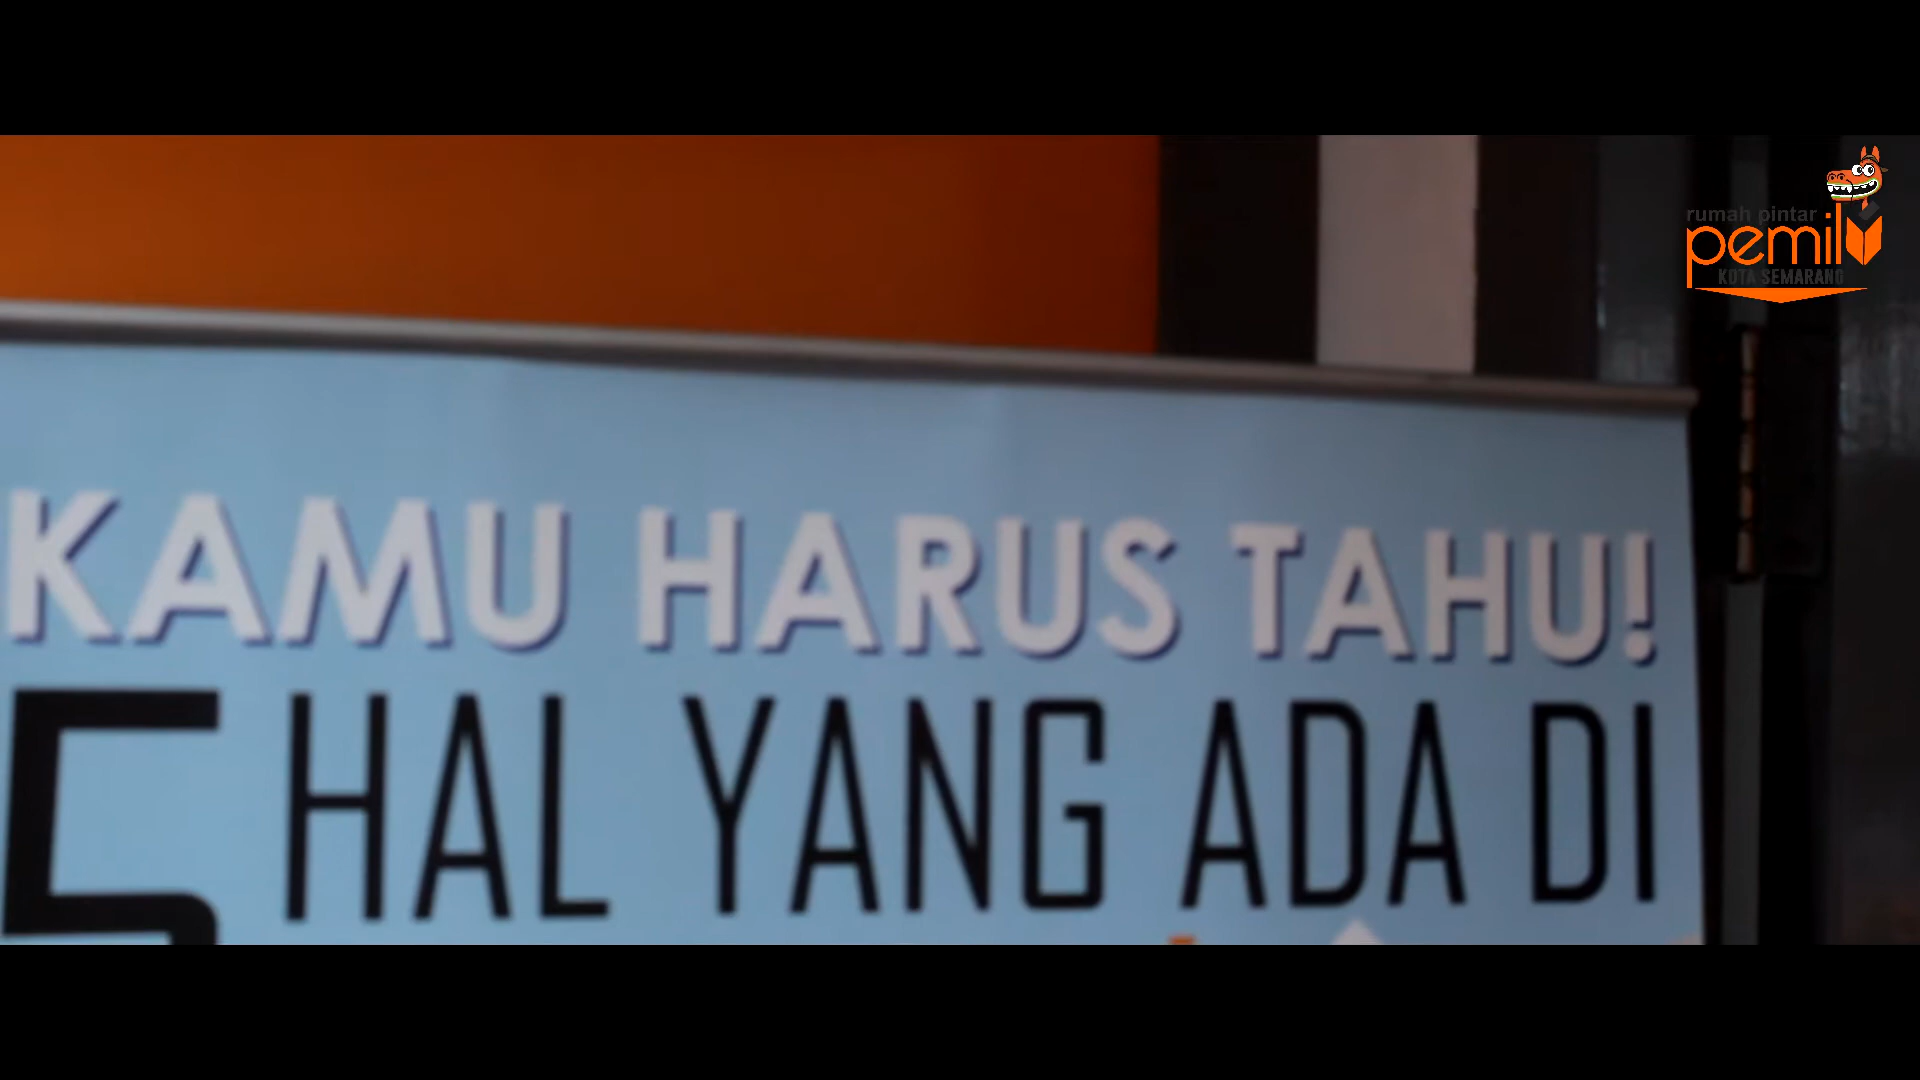 rumah pintar
pemilu
KOTA SEMARANG
KAMU HARUS TAHU!
5 HAL YANG ADA DI